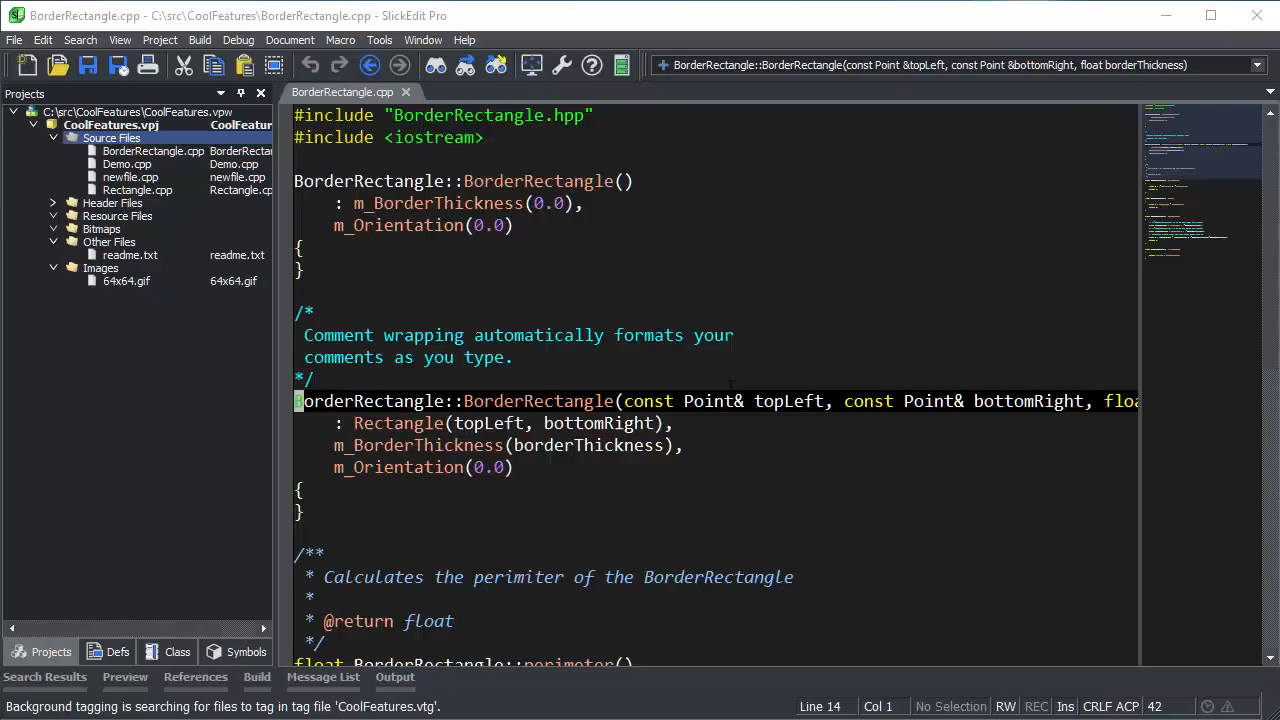 BorderRectangle.cpp - C:\src\CoolFeatures\BorderRectangle.cpp - SlickEdit Pro
File Edit Search View Project Build Debug Document Macro Tools Window Help
BorderRectangle::BorderRectangle(const Point &topLeft, const Point &bottomRight, float borderThickness)
Projects
C:\src\CoolFeatures\CoolFeatures.vpw
CoolFeatures.vpj CoolFeatur
Source Files
BorderRectangle.cpp BorderRecta
Demo.cpp Demo.cpp
newfile.cpp newfile.cpp
Rectangle.cpp Rectangle.cp
Header Files
Resource Files
Bitmaps
Other Files
readme.txt readme.txt
Images
64x64.gif 64x64.gif
Projects Defs Class Symbols
BorderRectangle.cpp
#include "BorderRectangle.hpp"
#include <iostream>
BorderRectangle::BorderRectangle()
: m_BorderThickness(0.0),
m_Orientation(0.0)
{
}
/*
Comment wrapping automatically formats your
comments as you type.
*/
BorderRectangle::BorderRectangle(const Point& topLeft, const Point& bottomRight, floa
: Rectangle(topLeft, bottomRight),
m_BorderThickness(borderThickness),
m_Orientation(0.0)
{
}
/**
* Calculates the perimiter of the BorderRectangle
*
* @return float
*/
float BorderRectangle::perimeter()
Search Results Preview References Build Message List Output
Background tagging is searching for files to tag in tag file 'CoolFeatures.vtg'. Line 14 Col 1 No Selection RW REC Ins CRLF ACP 42